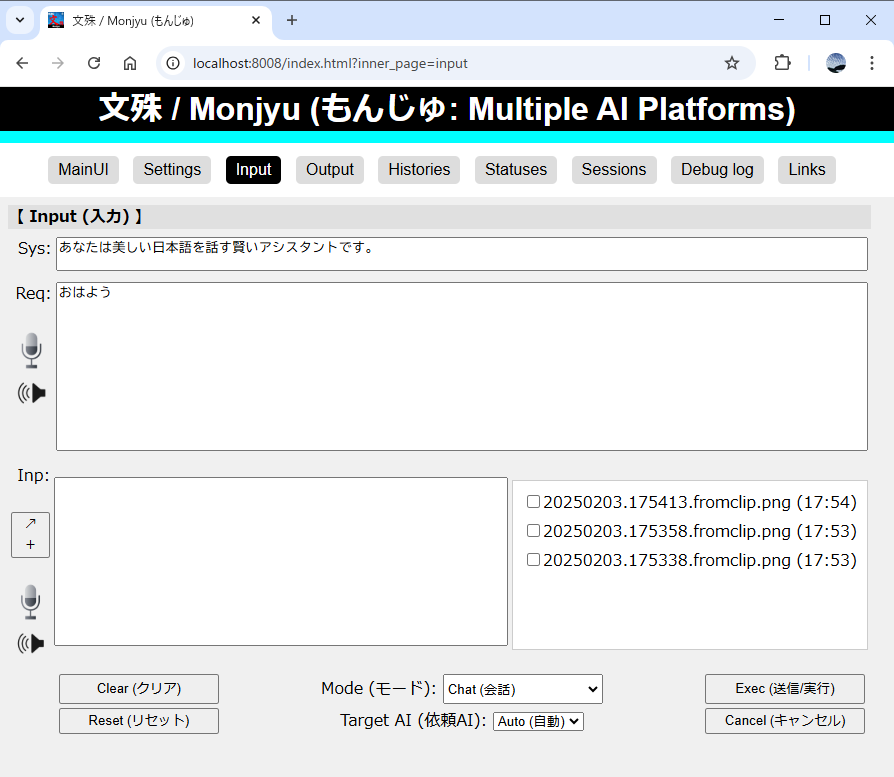 文殊 / Monjyu (もんじゅ)
localhost:8008/index.html?inner_page=input
文殊 / Monjyu (もんじゅ: Multiple AI Platforms)
MainUI Settings Input Output Histories Statuses Sessions Debug log Links
【 Input (入力) 】
Sys: あなたは美しい日本語を話す賢いアシスタントです。
Req: おはよう
Inp:
20250203.175413.fromclip.png (17:54)
20250203.175358.fromclip.png (17:53)
20250203.175338.fromclip.png (17:53)
Clear (クリア) Mode (モード): Chat (会話) Exec (送信/実行)
Reset (リセット) Target AI (依頼AI): Auto (自動) Cancel (キャンセル)